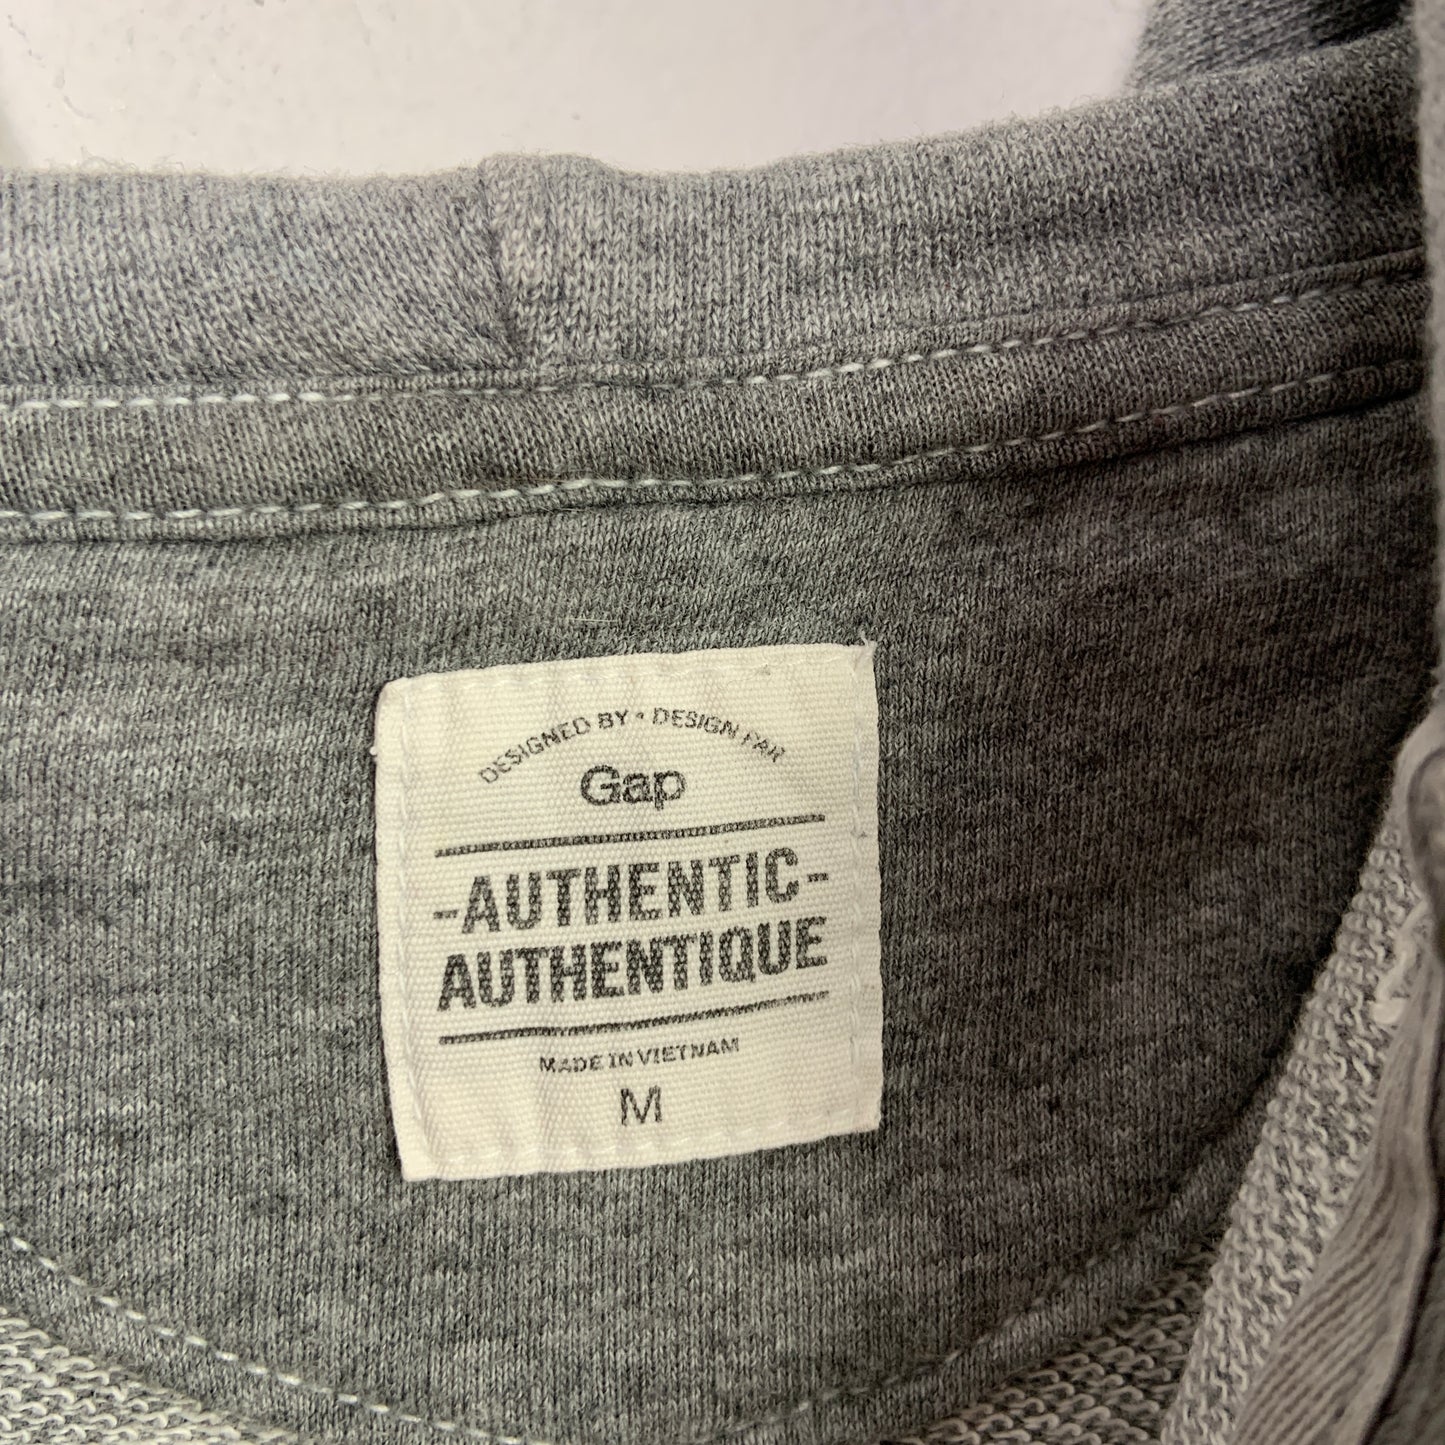 DESIGNED BY • DESIGN PAR
Gap
-AUTHENTIC-
AUTHENTIQUE
MADE IN VIETNAM
M